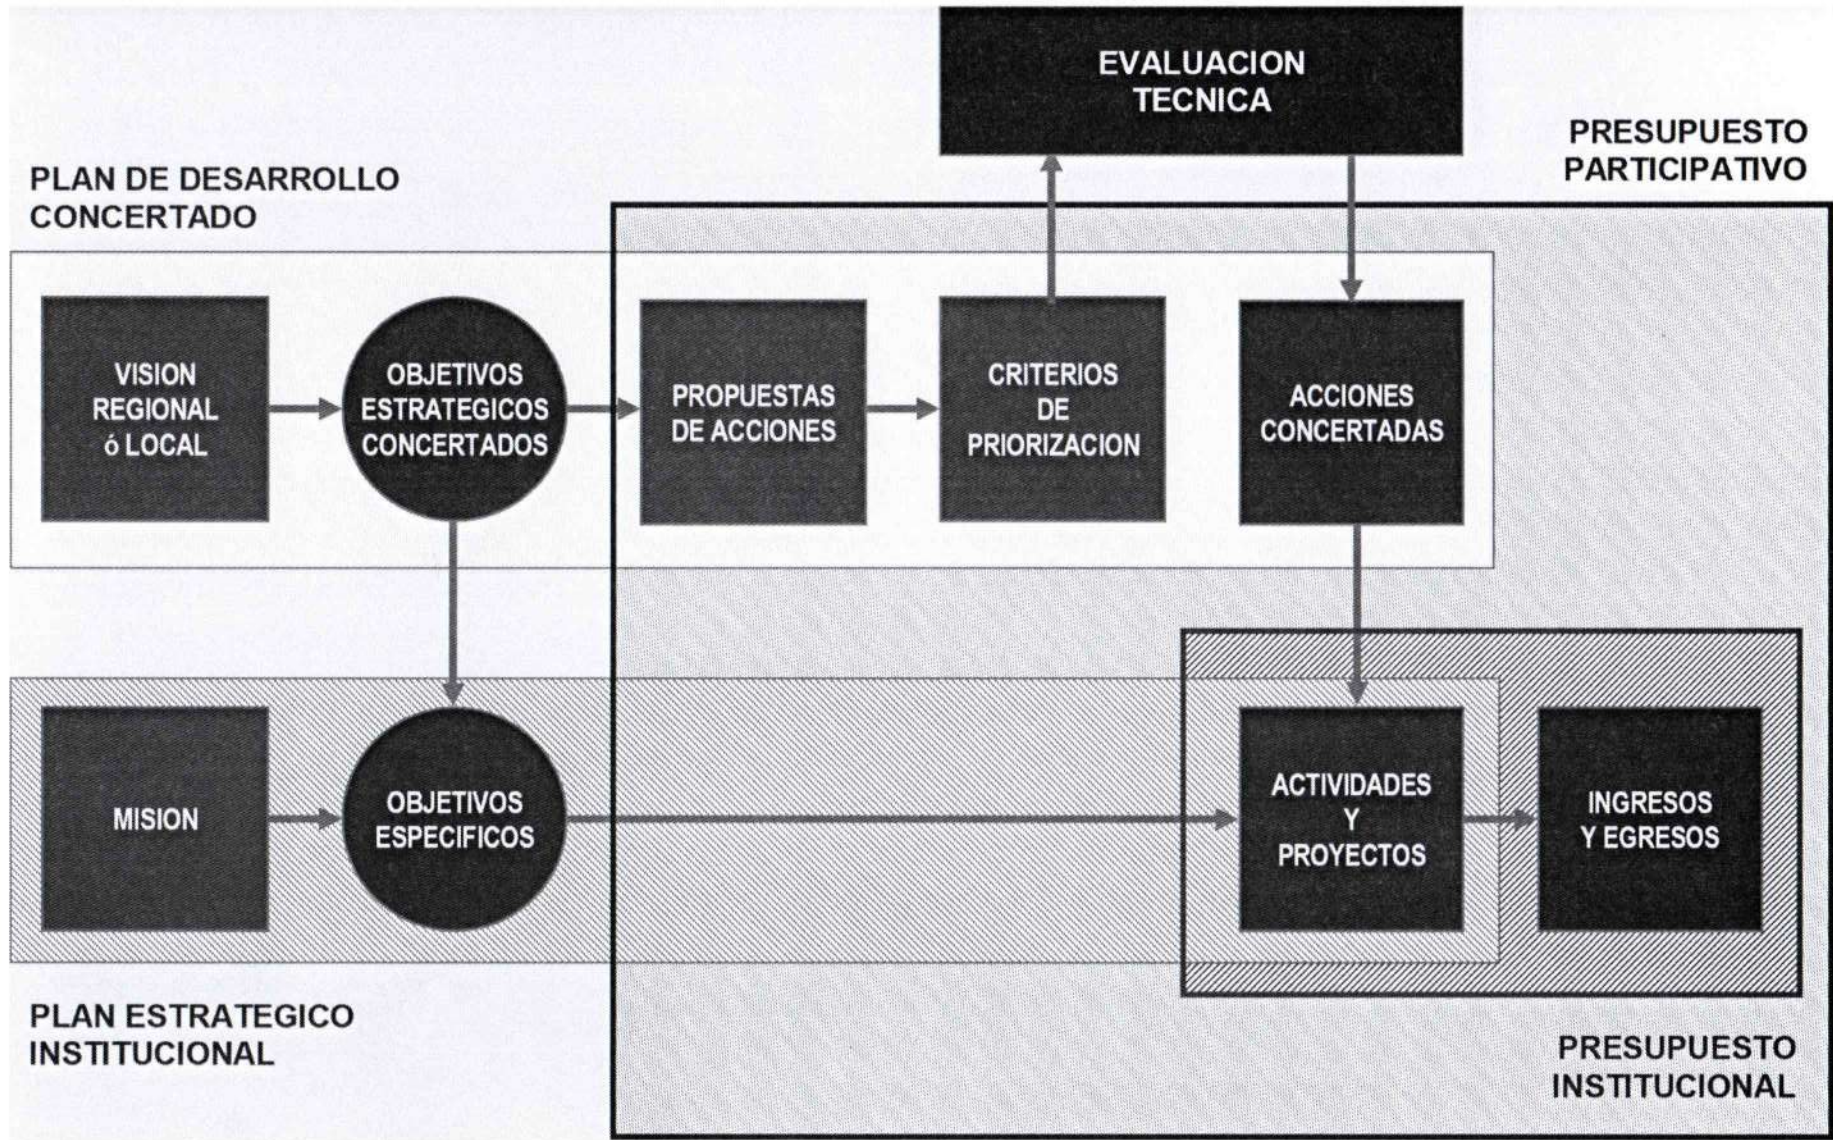 EVALUACION
TECNICA
PRESUPUESTO
PARTICIPATIVO
PLAN DE DESARROLLO
CONCERTADO
VISION
REGIONAL
ó LOCAL
OBJETIVOS
ESTRATEGICOS
CONCERTADOS
PROPUESTAS
DE ACCIONES
CRITERIOS
DE
PRIORIZACION
ACCIONES
CONCERTADAS
MISION
OBJETIVOS
ESPECIFICOS
ACTIVIDADES
Y
PROYECTOS
INGRESOS
Y EGRESOS
PLAN ESTRATEGICO
INSTITUCIONAL
PRESUPUESTO
INSTITUCIONAL